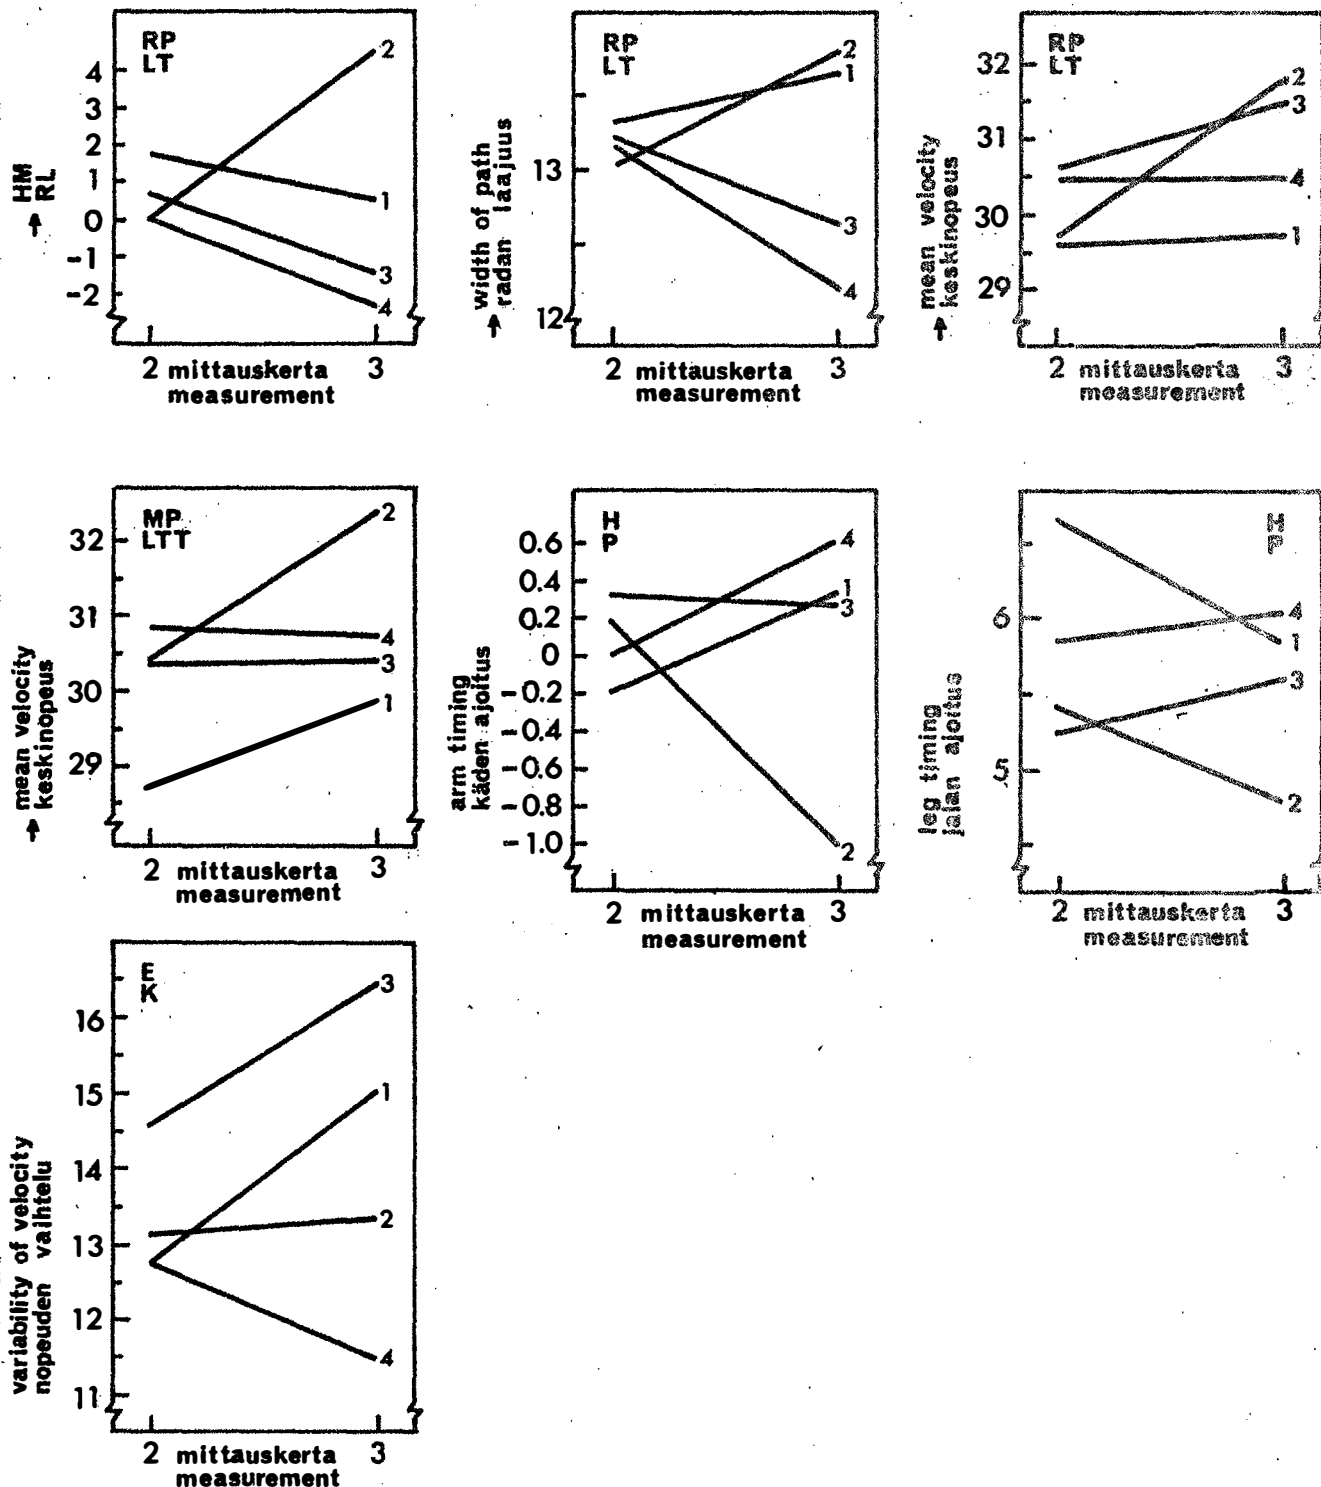 RP
LT
4
3
2
1
0
-1
-2
→ HM
RL
2
1
3
4
2 mittauskerta 3
measurement
RP
LT
13
12
→ width of path
radan laajuus
2
1
3
4
2 mittauskerta 3
measurement
RP
LT
32
31
30
29
→ mean velocity
keskinopeus
2
3
4
1
2 mittauskerta 3
measurement
MP
LTT
32
31
30
29
→ mean velocity
keskinopeus
2
4
3
1
2 mittauskerta 3
measurement
H
P
0.6
0.4
0.2
0
-0.2
-0.4
-0.6
-0.8
-1.0
arm timing
käden ajoitus
4
1
3
2
2 mittauskerta 3
measurement
H
P
6
5
leg timing
jalan ajoitus
4
1
3
2
2 mittauskerta 3
measurement
E
K
16
15
14
13
12
11
variability of velocity
nopeuden vaihtelu
3
1
2
4
2 mittauskerta 3
measurement